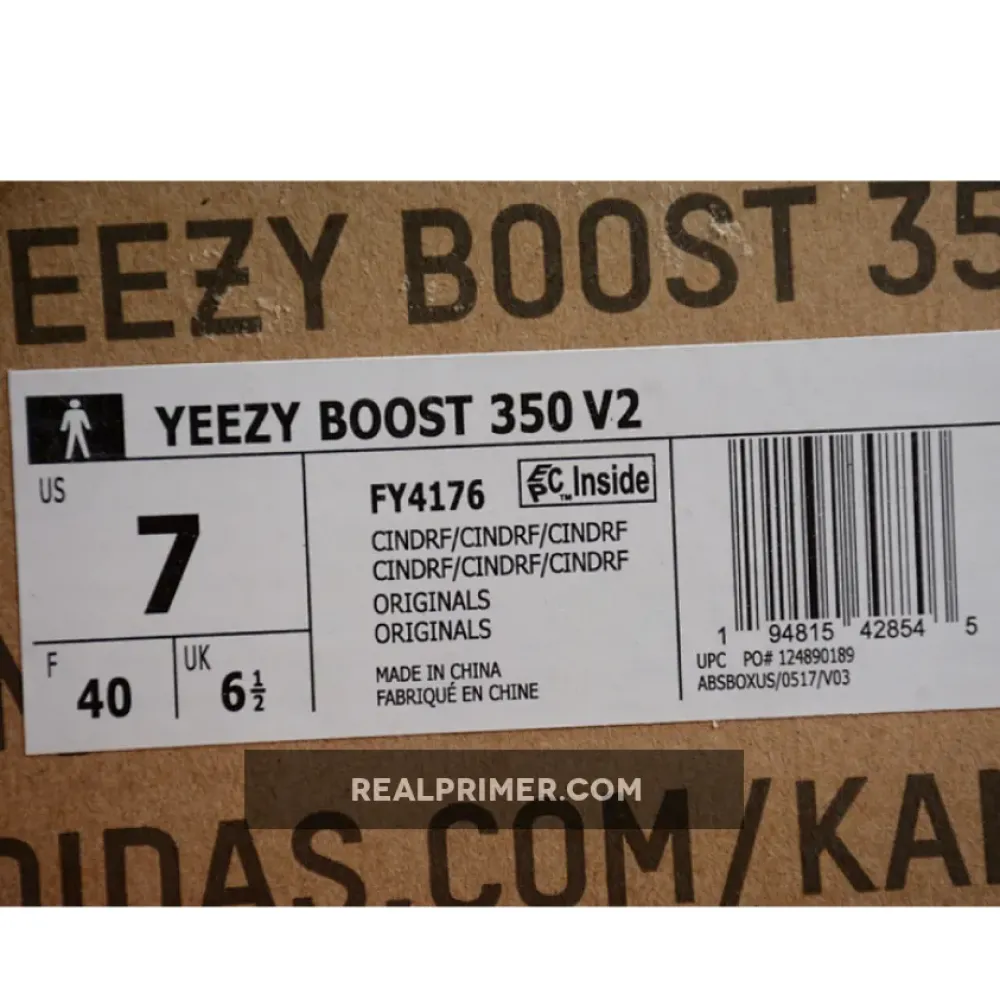 EEZY BOOST 35
YEEZY BOOST 350 V2
US
7
F
40
UK
6½
FY4176
EPC™ Inside
CINDRF/CINDRF/CINDRF
CINDRF/CINDRF/CINDRF
ORIGINALS
ORIGINALS
MADE IN CHINA
FABRIQUÉ EN CHINE
1 94815 42854 5
UPC PO# 124890189
ABSBOXUS/0517/V03
REALPRIMER.COM
DIDAS.COM/KAN